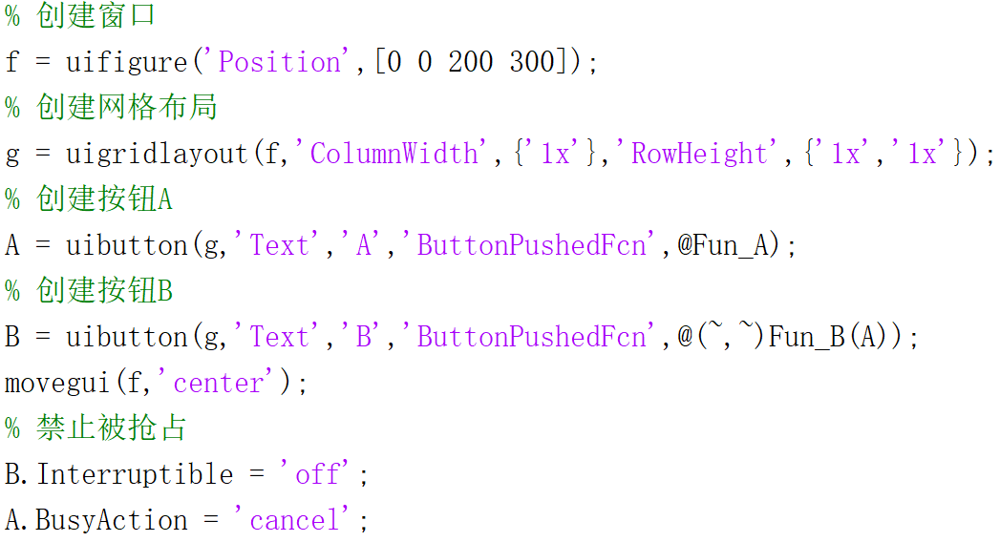 % 创建窗口
f = uifigure('Position',[0 0 200 300]);
% 创建网格布局
g = uigridlayout(f,'ColumnWidth',{'1x'},'RowHeight',{'1x','1x'});
% 创建按钮A
A = uibutton(g,'Text','A','ButtonPushedFcn',@Fun_A);
% 创建按钮B
B = uibutton(g,'Text','B','ButtonPushedFcn',@(~,~)Fun_B(A));
movegui(f,'center');
% 禁止被抢占
B.Interruptible = 'off';
A.BusyAction = 'cancel';